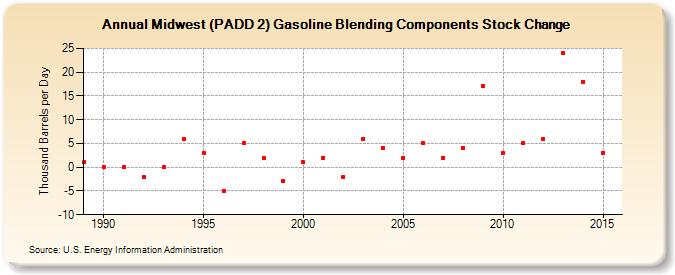 Annual Midwest (PADD 2) Gasoline Blending Components Stock Change
Thousand Barrels per Day
25
20
15
10
5
0
-5
-10
1990 1995 2000 2005 2010 2015
Source: U.S. Energy Information Administration